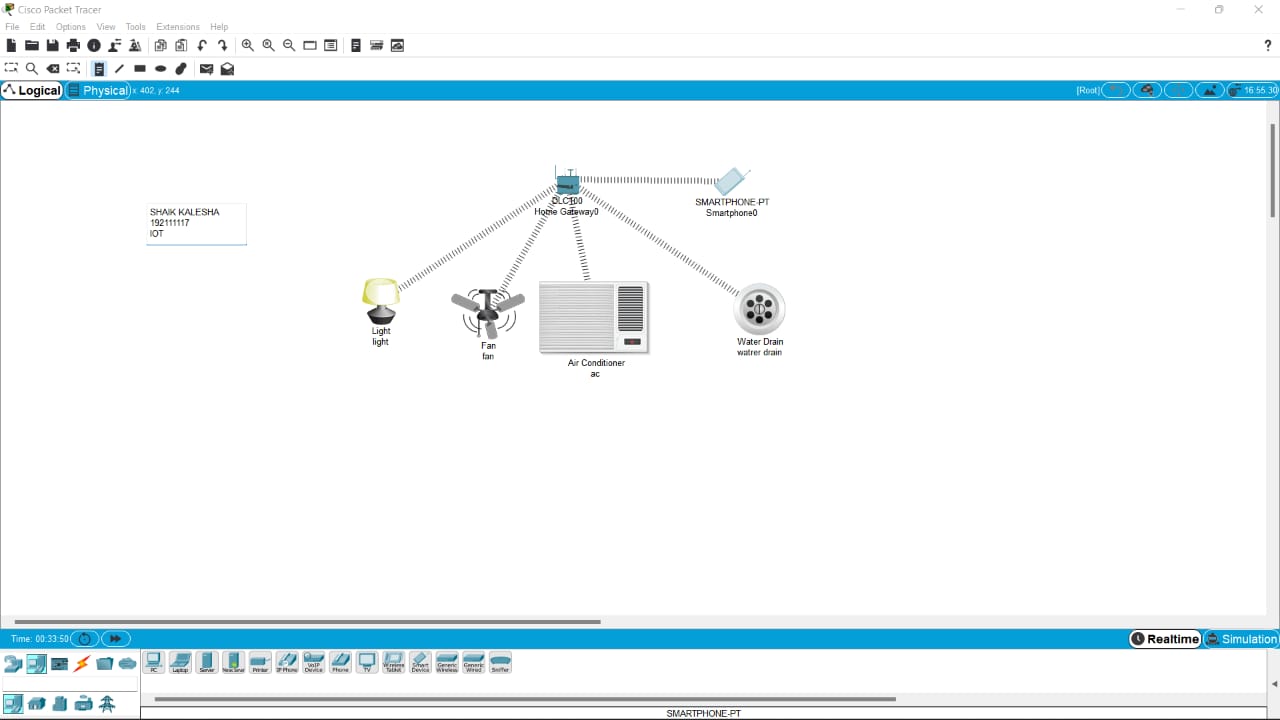 Cisco Packet Tracer
File Edit Options View Tools Extensions Help
?
Logical Physical x: 402, y: 244 [Root] 16:55:30
SHAIK KALESHA
192111117
IOT
DLC100
Home Gateway0
SMARTPHONE-PT
Smartphone0
Light
light
Fan
fan
Air Conditioner
ac
Water Drain
watrer drain
Time: 00:33:50 Realtime Simulation
PC Laptop Server Printer IP Phone VoIP Device Phone TV Wireless Tablet Smart Device Generic Wireless Generic Wired Sniffer
SMARTPHONE-PT